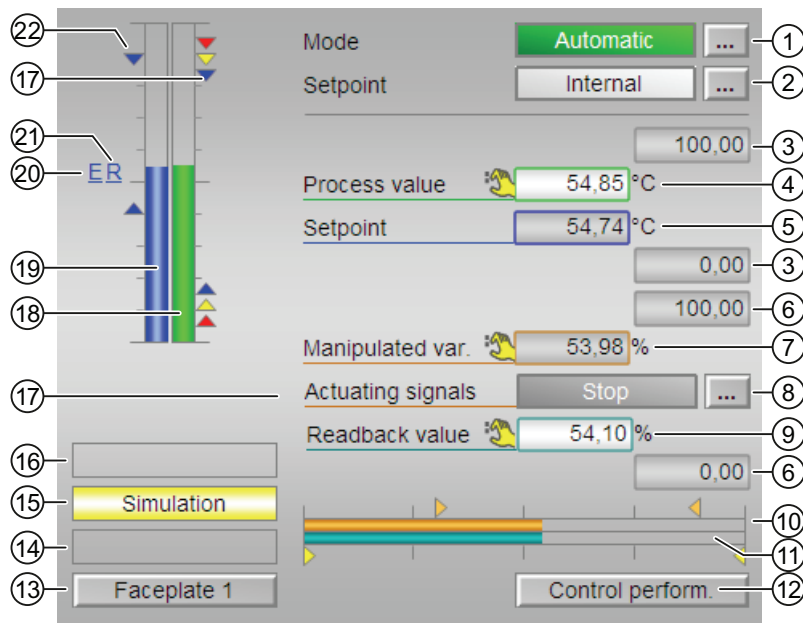 22
Mode Automatic ... 1
17
Setpoint Internal ... 2
21
100,00 3
20 E R
Process value 54,85 °C 4
Setpoint 54,74 °C 5
19
0,00 3
18
100,00 6
Manipulated var. 53,98 % 7
17
Actuating signals Stop ... 8
Readback value 54,10 % 9
16
0,00 6
15 Simulation
10
14
11
13 Faceplate 1
Control perform. 12